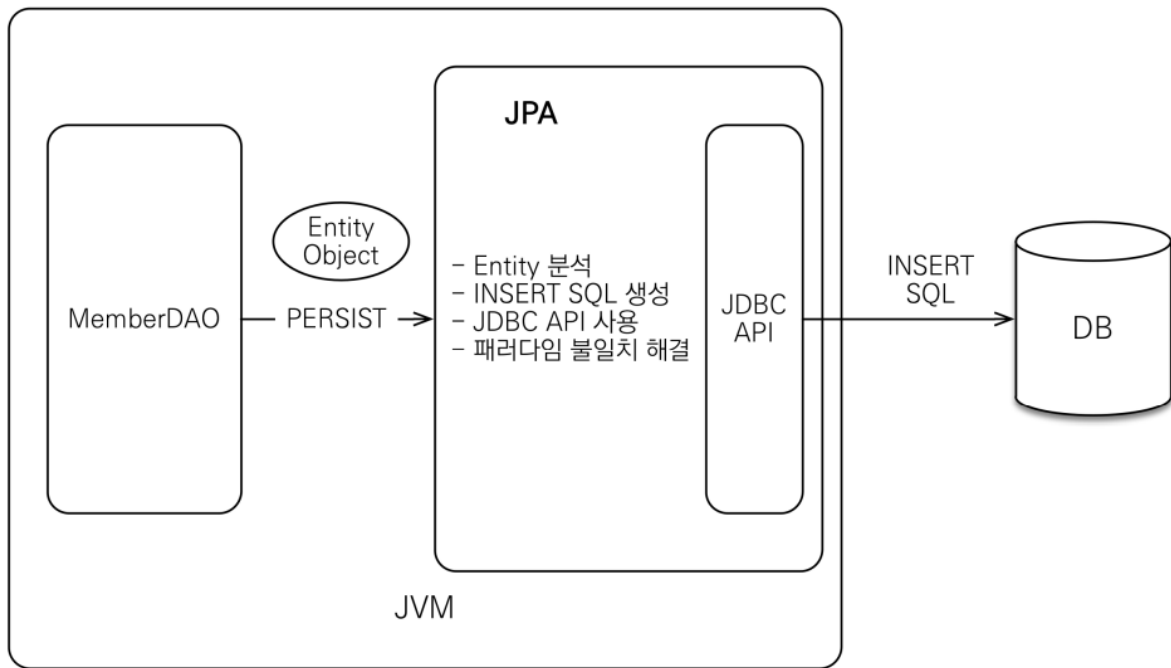 JPA
Entity
Object
MemberDAO
PERSIST
– Entity 분석
– INSERT SQL 생성
– JDBC API 사용
– 패러다임 불일치 해결
JDBC
API
INSERT
SQL
DB
JVM